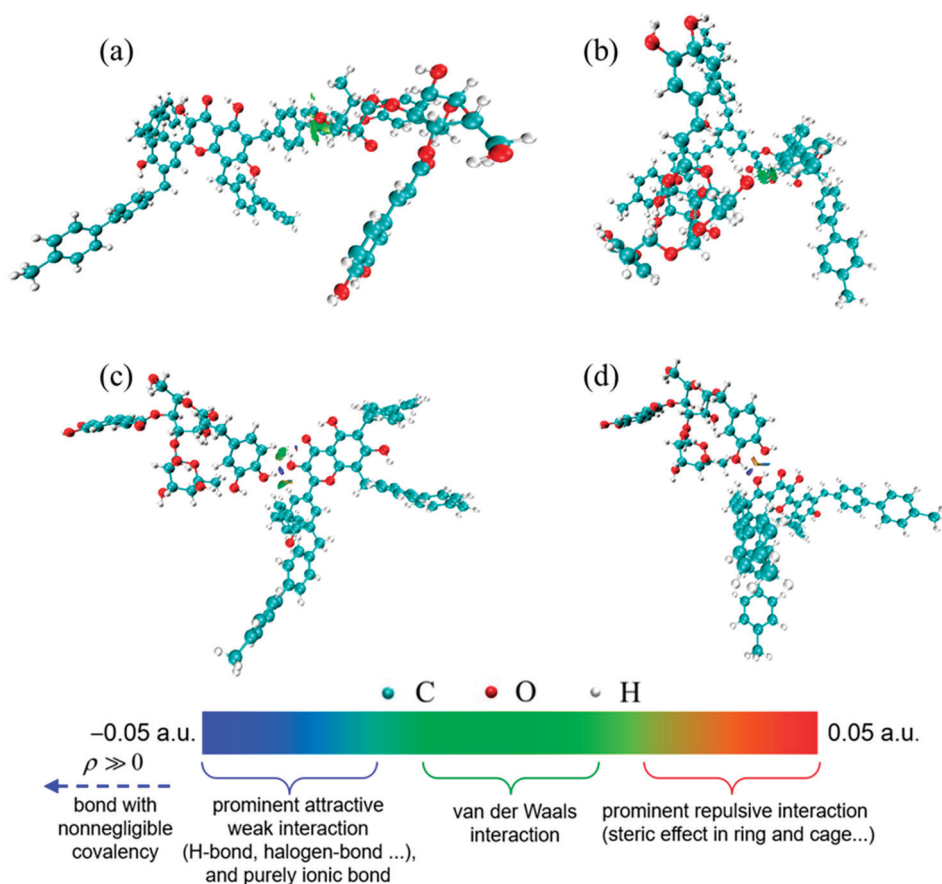 (a)
(b)
(c)
(d)
C O H
−0.05 a.u.
0.05 a.u.
ρ ≫ 0
bond with
nonnegligible
covalency
prominent attractive
weak interaction
(H-bond, halogen-bond ...),
and purely ionic bond
van der Waals
interaction
prominent repulsive interaction
(steric effect in ring and cage...)